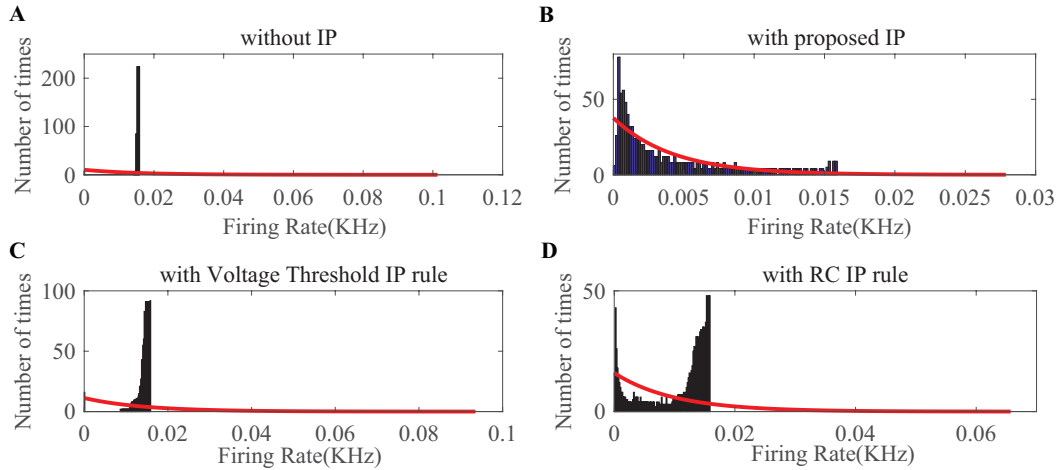 A
without IP
Number of times
200
100
0
0 0.02 0.04 0.06 0.08 0.1 0.12
Firing Rate(KHz)
B
with proposed IP
Number of times
50
0
0 0.005 0.01 0.015 0.02 0.025 0.03
Firing Rate(KHz)
C
with Voltage Threshold IP rule
Number of times
100
50
0
0 0.02 0.04 0.06 0.08 0.1
Firing Rate(KHz)
D
with RC IP rule
Number of times
50
0
0 0.02 0.04 0.06
Firing Rate(KHz)